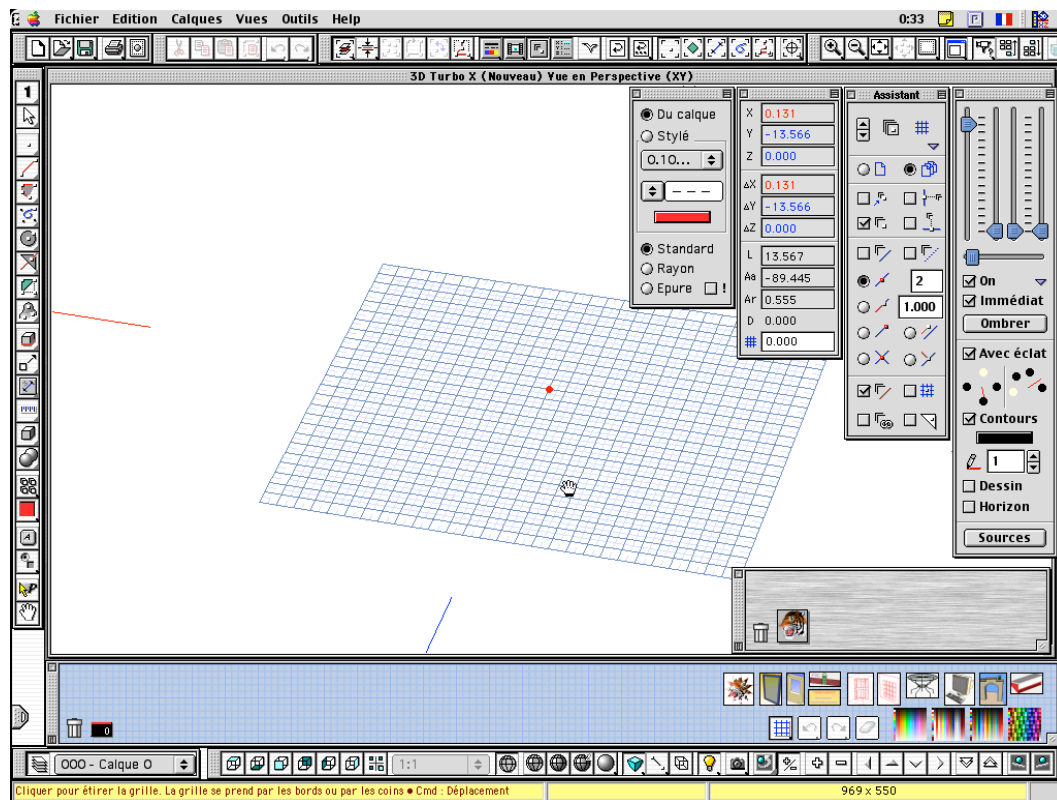 Fichier Edition Calques Vues Outils Help 0:33
3D Turbo X (Nouveau) Vue en Perspective (XY)
1
Du calque
Stylé
0.10...
Standard
Rayon
Epure !
X 0.131
Y -13.566
Z 0.000
ΔX 0.131
ΔY -13.566
ΔZ 0.000
L 13.567
Aa -89.445
Ar 0.555
D 0.000
0.000
Assistant
2
1.000
On
Immédiat
Ombrer
Avec éclat
Contours
1
Dessin
Horizon
Sources
0
000 - Calque 0
1:1
Cliquer pour étirer la grille. La grille se prend par les bords ou par les coins • Cmd : Déplacement
969 x 550